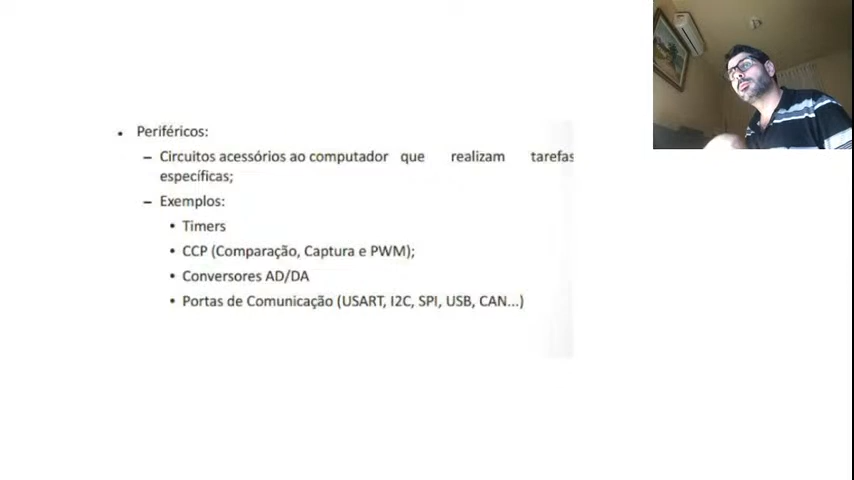 • Periféricos:
– Circuitos acessórios ao computador que realizam tarefas
específicas;
– Exemplos:
• Timers
• CCP (Comparação, Captura e PWM);
• Conversores AD/DA
• Portas de Comunicação (USART, I2C, SPI, USB, CAN...)